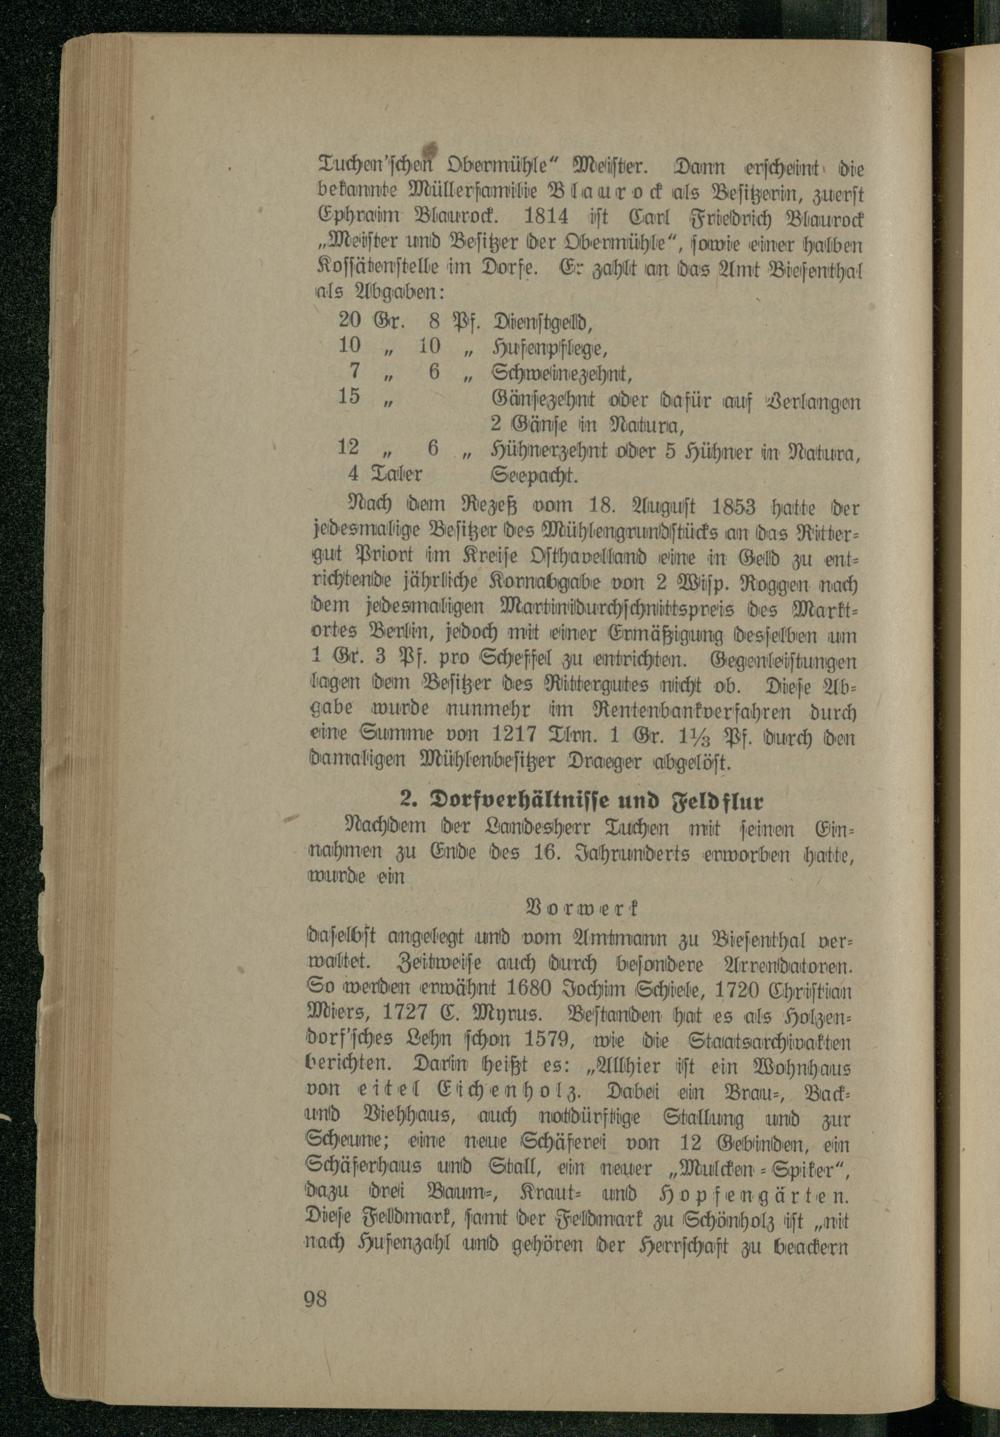 Tuchen'schen Obermühle“ Meister. Dann erscheint die
bekannte Müllerfamilie Blaurock als Besitzerin, zuerst
Ephraim Blaurock. 1814 ist Carl Friedrich Blaurock
„Meister und Besitzer der Obermühle“, sowie einer halben
Kossätenstelle im Dorfe. Er zahlt an das Amt Biesenthal
als Abgaben:
20 Gr. 8 Pf. Dienstgeld,
10 „ 10 „ Hufenpflege,
7 „ 6 „ Schweinezehnt,
15 „ Gänsezehnt oder dafür auf Verlangen
2 Gänse in Natura,
12 „ 6 „ Hühnerzehnt oder 5 Hühner in Natura,
4 Taler Seepacht.
Nach dem Rezeß vom 18. August 1853 hatte der
jedesmalige Besitzer des Mühlengrundstücks an das Ritter-
gut Priort im Kreise Osthavelland eine in Geld zu ent-
richtende jährliche Kornabgabe von 2 Wisp. Roggen nach
dem jedesmaligen Martinidurchschnittspreis des Markt-
ortes Berlin, jedoch mit einer Ermäßigung desselben um
1 Gr. 3 Pf. pro Scheffel zu entrichten. Gegenleistungen
lagen dem Besitzer des Rittergutes nicht ob. Diese Ab-
gabe wurde nunmehr im Rentenbankverfahren durch
eine Summe von 1217 Tlrn. 1 Gr. 1⅓ Pf. durch den
damaligen Mühlenbesitzer Draeger abgelöst.
2. Dorfverhältnisse und Feldflur
Nachdem der Landesherr Tuchen mit seinen Ein-
nahmen zu Ende des 16. Jahrunderts erworben hatte,
wurde ein
Vorwerk
daselbst angelegt und vom Amtmann zu Biesenthal ver-
waltet. Zeitweise auch durch besondere Arrendatoren.
So werden erwähnt 1680 Jochim Schiele, 1720 Christian
Miers, 1727 C. Myrus. Bestanden hat es als Holzen-
dorf'sches Lehn schon 1579, wie die Staatsarchivakten
berichten. Darin heißt es: „Allhier ist ein Wohnhaus
von eitel Eichenholz. Dabei ein Brau-, Back-
und Viehhaus, auch notdürftige Stallung und zur
Scheune; eine neue Schäferei von 12 Gebinden, ein
Schäferhaus und Stall, ein neuer „Mulcken-Spiker“,
dazu drei Baum-, Kraut- und Hopfengärten.
Diese Feldmark, samt der Feldmark zu Schönholz ist „nit
nach Hufenzahl und gehören der Herrschaft zu beackern
98